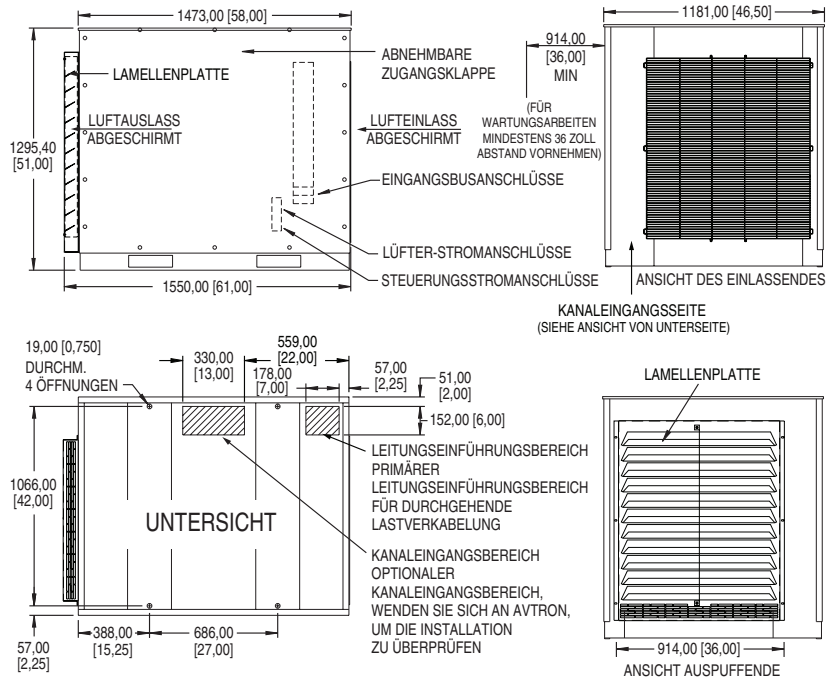 1473,00 [58,00]
1181,00 [46,50]
914,00
[36,00]
MIN
ABNEHMBARE
ZUGANGSKLAPPE
LAMELLENPLATTE
(FÜR
WARTUNGSARBEITEN
MINDESTENS 36 ZOLL
ABSTAND VORNEHMEN)
LUFTAUSLASS
ABGESCHIRMT
LUFTEINLASS
ABGESCHIRMT
1295,40
[51,00]
EINGANGSBUSANSCHLÜSSE
LÜFTER-STROMANSCHLÜSSE
STEUERUNGSSTROMANSCHLÜSSE
1550,00 [61,00]
ANSICHT DES EINLASSENDES
KANALEINGANGSSEITE
(SIEHE ANSICHT VON UNTERSEITE)
19,00 [0,750]
DURCHM.
4 ÖFFNUNGEN
330,00
[13,00]
559,00
[22,00]
178,00
[7,00]
57,00
[2,25]
51,00
[2,00]
152,00 [6,00]
LAMELLENPLATTE
LEITUNGSEINFÜHRUNGSBEREICH
PRIMÄRER
LEITUNGSEINFÜHRUNGSBEREICH
FÜR DURCHGEHENDE
LASTVERKABELUNG
1066,00
[42,00]
UNTERSICHT
KANALEINGANGSBEREICH
OPTIONALER
KANALEINGANGSBEREICH,
WENDEN SIE SICH AN AVTRON,
UM DIE INSTALLATION
ZU ÜBERPRÜFEN
57,00
[2,25]
388,00
[15,25]
686,00
[27,00]
914,00 [36,00]
ANSICHT AUSPUFFENDE